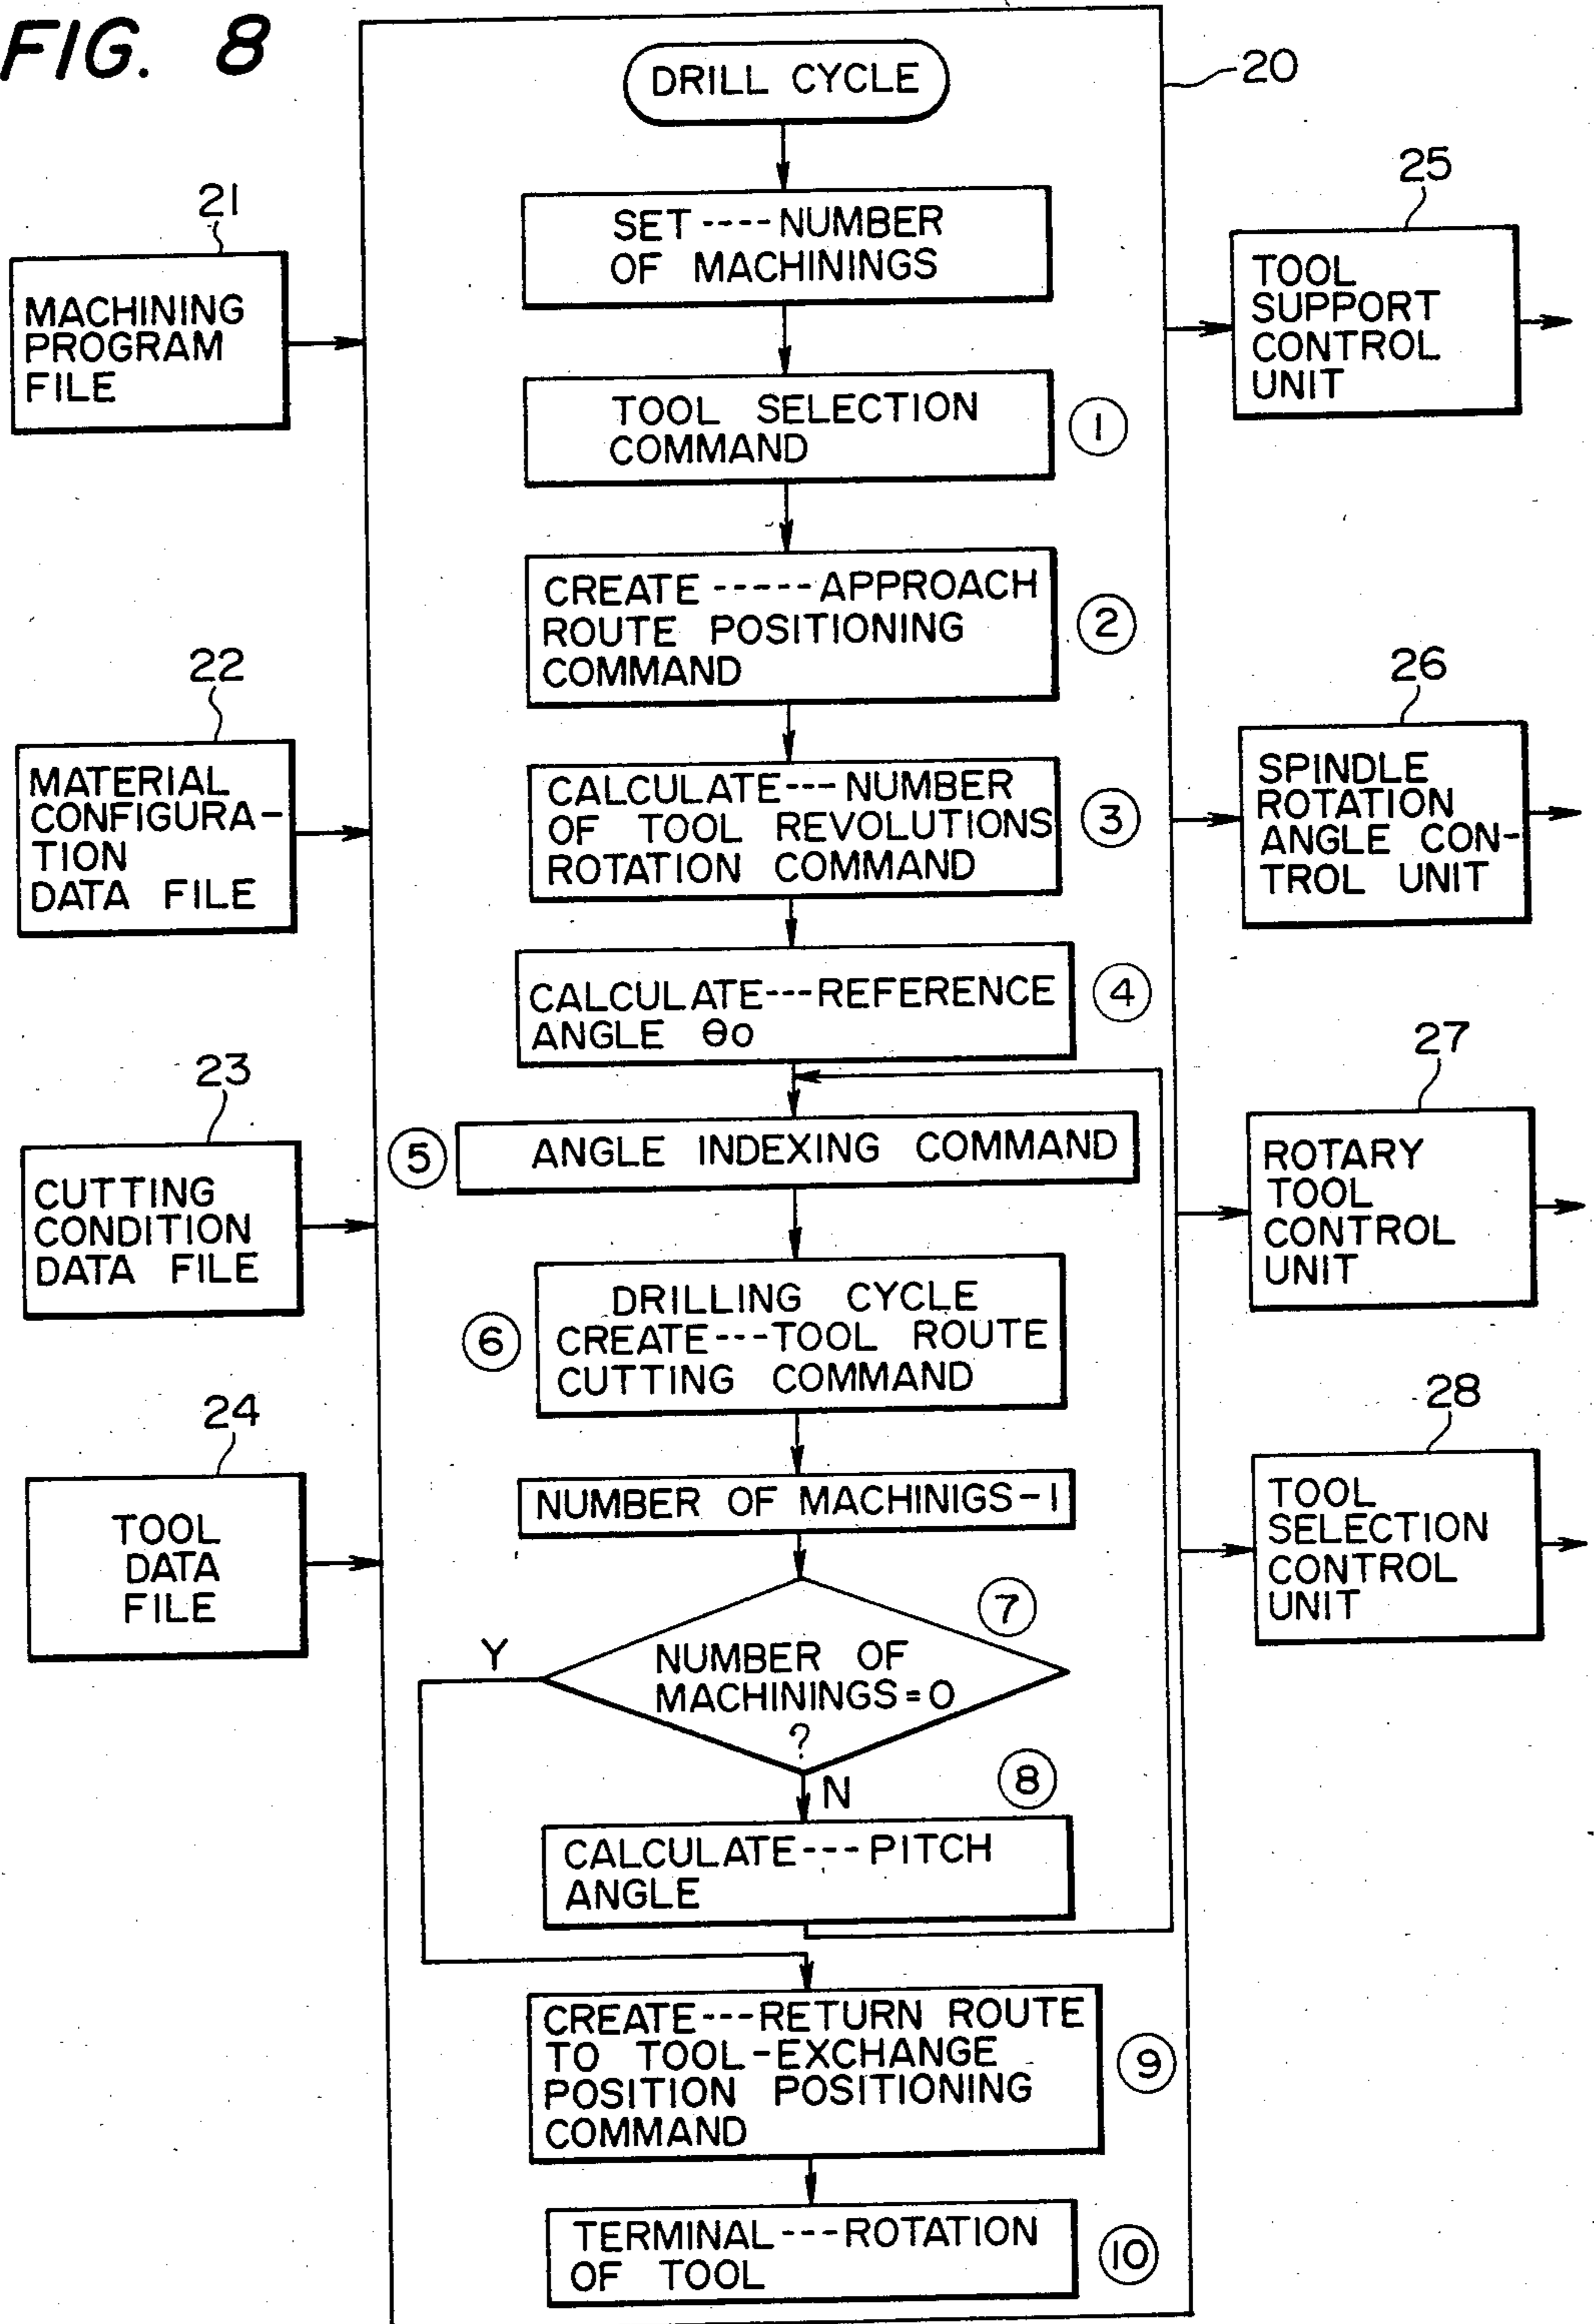 FIG. 8
DRILL CYCLE
20
SET ---- NUMBER
OF MACHININGS
TOOL SELECTION
COMMAND
1
CREATE ----- APPROACH
ROUTE POSITIONING
COMMAND
2
CALCULATE --- NUMBER
OF TOOL REVOLUTIONS
ROTATION COMMAND
3
CALCULATE --- REFERENCE
ANGLE θo
4
5
ANGLE INDEXING COMMAND
6
DRILLING CYCLE
CREATE --- TOOL ROUTE
CUTTING COMMAND
NUMBER OF MACHINIGS-1
7
Y
NUMBER OF
MACHININGS = 0
?
N
8
CALCULATE --- PITCH
ANGLE
CREATE --- RETURN ROUTE
TO TOOL-EXCHANGE
POSITION POSITIONING
COMMAND
9
TERMINAL --- ROTATION
OF TOOL
10
21
MACHINING
PROGRAM
FILE
22
MATERIAL
CONFIGURA-
TION
DATA FILE
23
CUTTING
CONDITION
DATA FILE
24
TOOL
DATA
FILE
25
TOOL
SUPPORT
CONTROL
UNIT
26
SPINDLE
ROTATION
ANGLE CON-
TROL UNIT
27
ROTARY
TOOL
CONTROL
UNIT
28
TOOL
SELECTION
CONTROL
UNIT